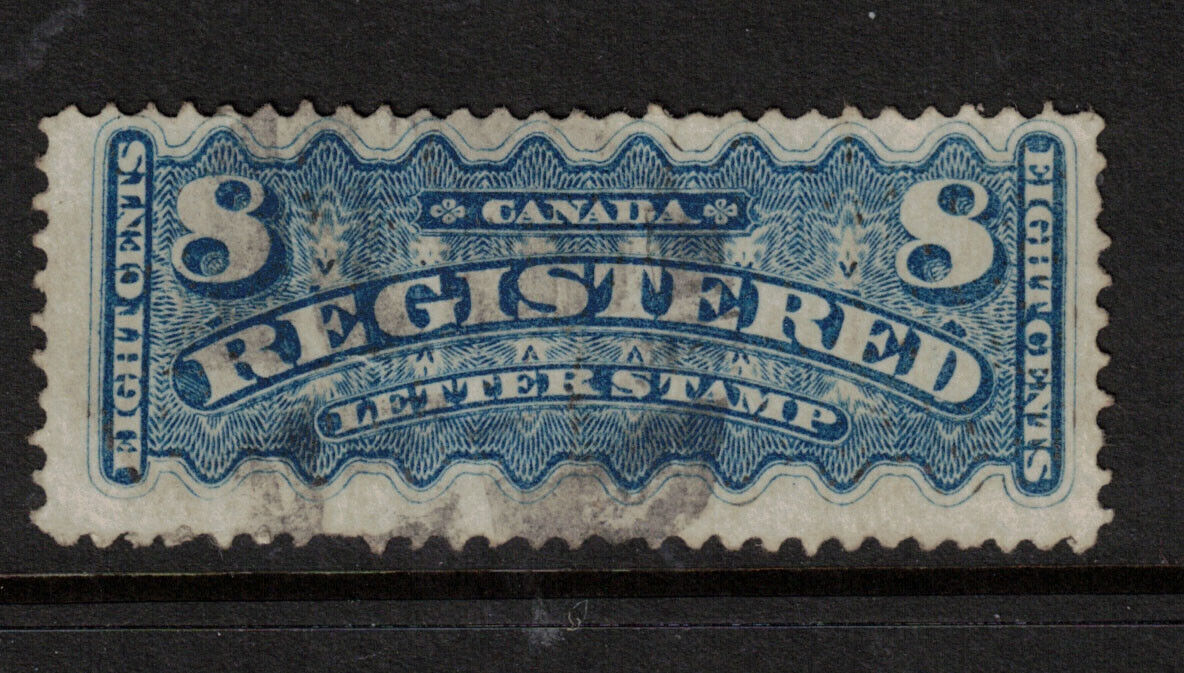 CANADA
8 8
REGISTERED
LETTER STAMP
EIGHT CENTS
EIGHT CENTS